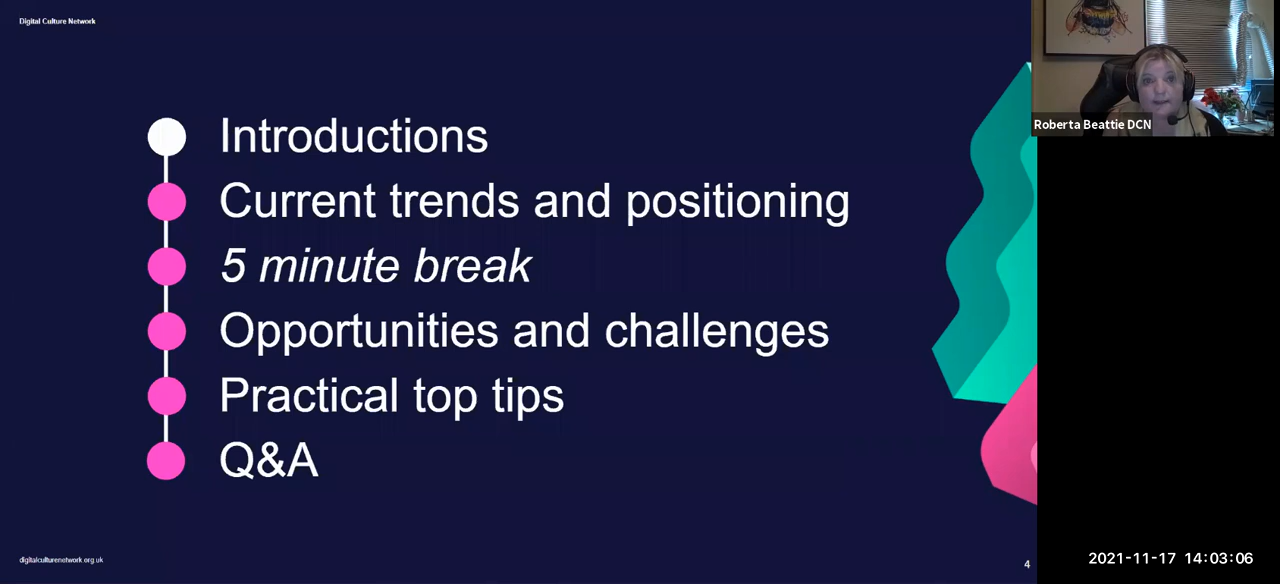 Digital Culture Network
Introductions
Current trends and positioning
5 minute break
Opportunities and challenges
Practical top tips
Q&A
digitalculturenetwork.org.uk
4
Roberta Beattie DCN
2021-11-17 14:03:06